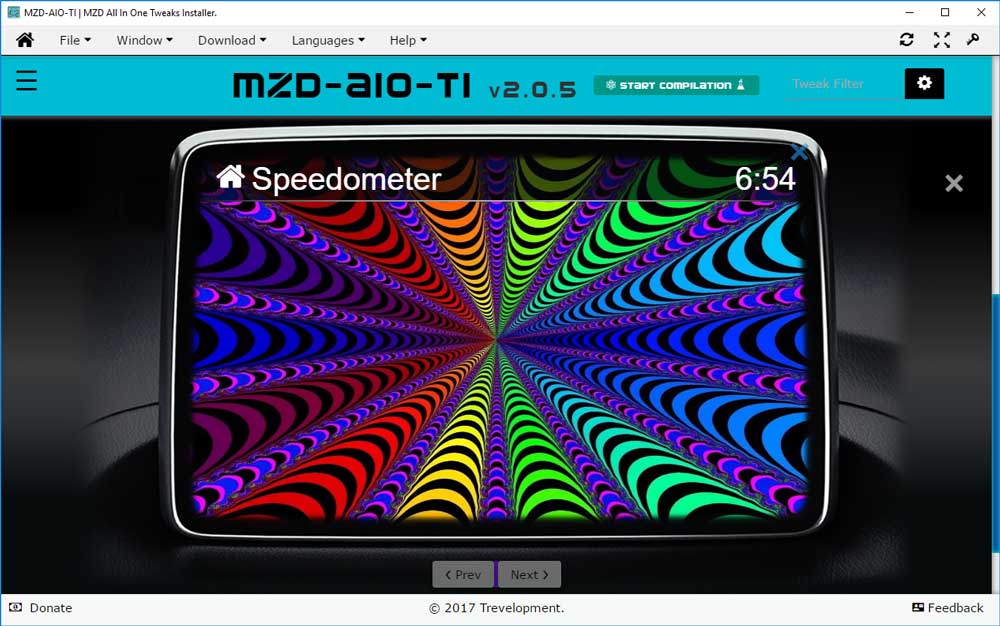 MZD-AIO-TI | MZD All In One Tweaks Installer.
File Window Download Languages Help
MZD-AIO-TI v2.0.5 START COMPILATION Tweak Filter
Speedometer 6:54
Prev Next
Donate © 2017 Trevelopment. Feedback